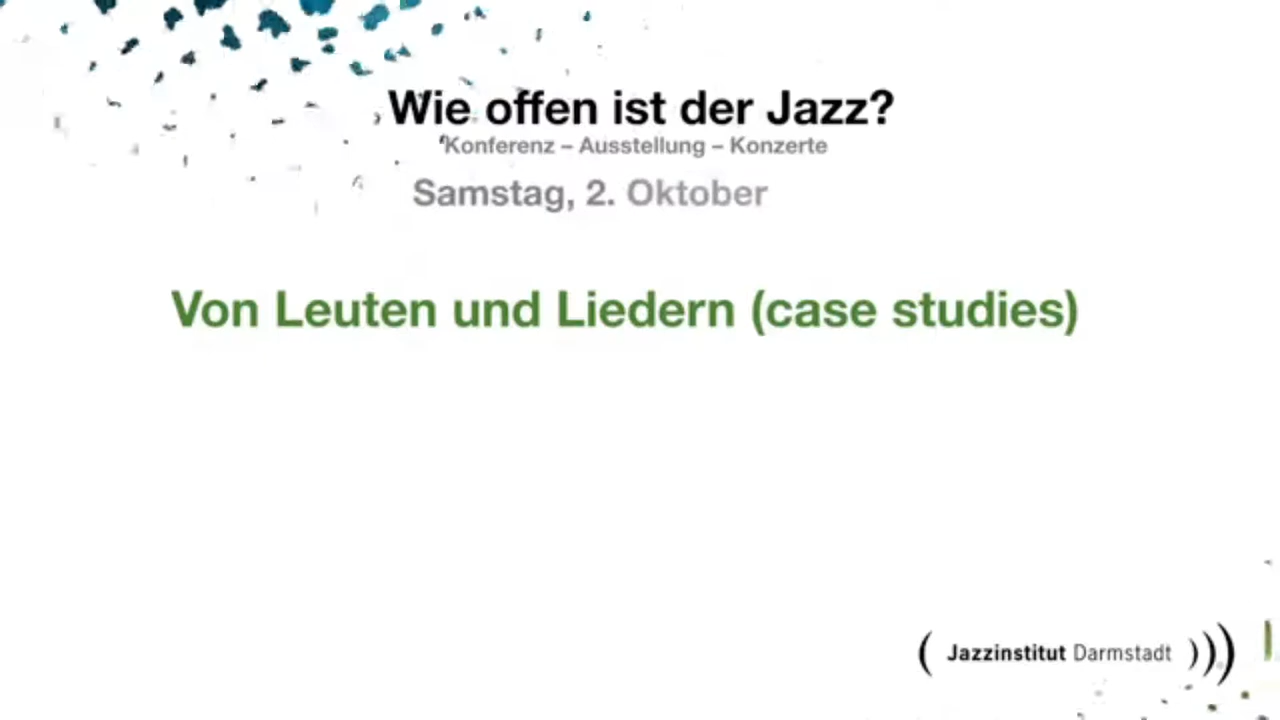 Wie offen ist der Jazz?
Konferenz – Ausstellung – Konzerte
Samstag, 2. Oktober
Von Leuten und Liedern (case studies)
( Jazzinstitut Darmstadt )))